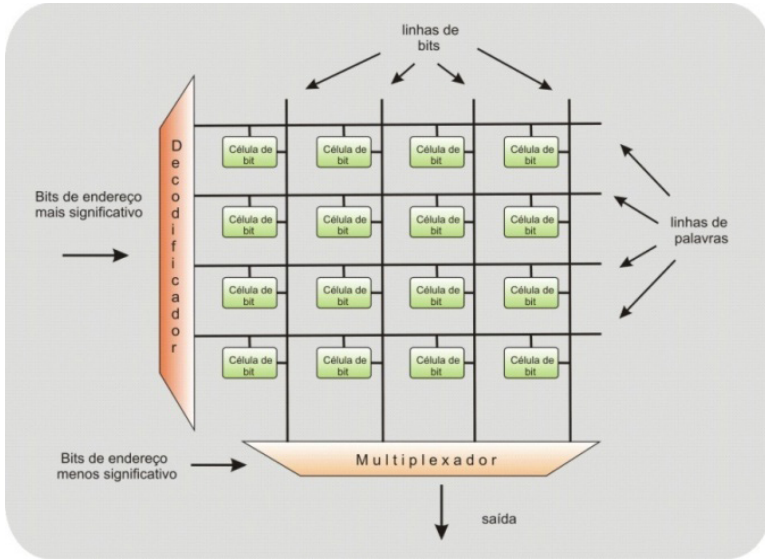 linhas de
bits
Decodificador
Célula de
bit
Célula de
bit
Célula de
bit
Célula de
bit
Bits de endereço
mais significativo
Célula de
bit
Célula de
bit
Célula de
bit
Célula de
bit
linhas de
palavras
Célula de
bit
Célula de
bit
Célula de
bit
Célula de
bit
Célula de
bit
Célula de
bit
Célula de
bit
Célula de
bit
Bits de endereço
menos significativo
Multiplexador
saída